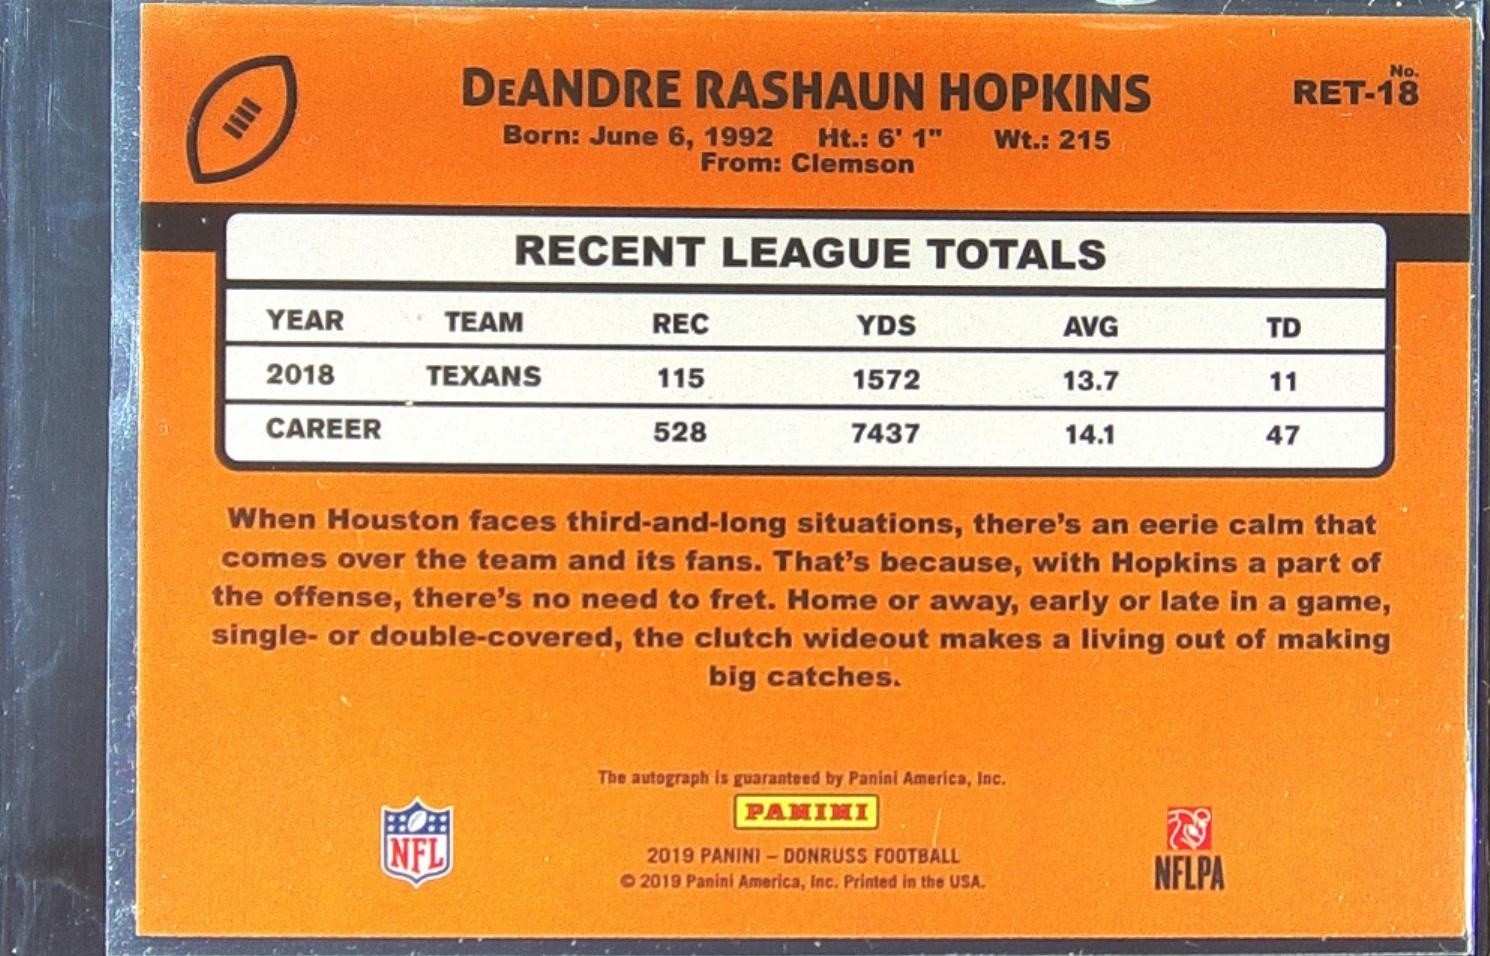 DeANDRE RASHAUN HOPKINS
No.
RET-18
Born: June 6, 1992 Ht.: 6' 1" Wt.: 215
From: Clemson
RECENT LEAGUE TOTALS
YEAR TEAM REC YDS AVG TD
2018 TEXANS 115 1572 13.7 11
CAREER 528 7437 14.1 47
When Houston faces third-and-long situations, there's an eerie calm that
comes over the team and its fans. That's because, with Hopkins a part of
the offense, there's no need to fret. Home or away, early or late in a game,
single- or double-covered, the clutch wideout makes a living out of making
big catches.
The autograph is guaranteed by Panini America, Inc.
PANINI
NFL
NFLPA
2019 PANINI – DONRUSS FOOTBALL
© 2019 Panini America, Inc. Printed in the USA.